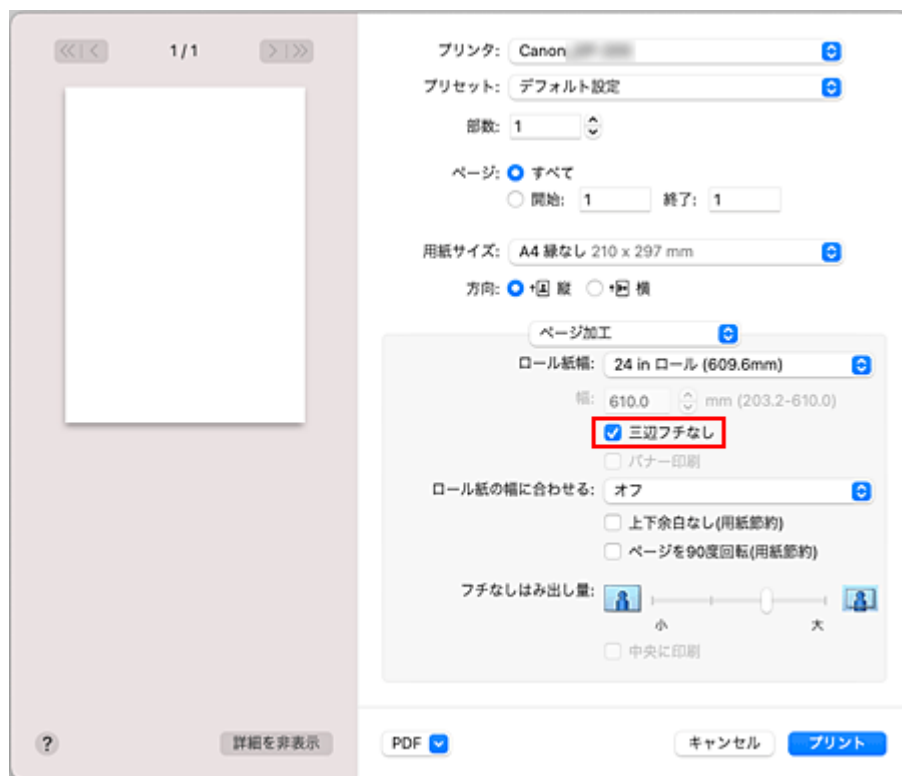 1 / 1
プリンタ: Canon
プリセット: デフォルト設定
部数: 1
ページ: すべて
開始: 1 終了: 1
用紙サイズ: A4 縁なし 210 x 297 mm
方向: 縦 横
ページ加工
ロール紙幅: 24 in ロール (609.6mm)
幅: 610.0 mm (203.2-610.0)
三辺フチなし
バナー印刷
ロール紙の幅に合わせる: オフ
上下余白なし(用紙節約)
ページを90度回転(用紙節約)
フチなしはみ出し量:
小 大
中央に印刷
? 詳細を非表示 PDF キャンセル プリント